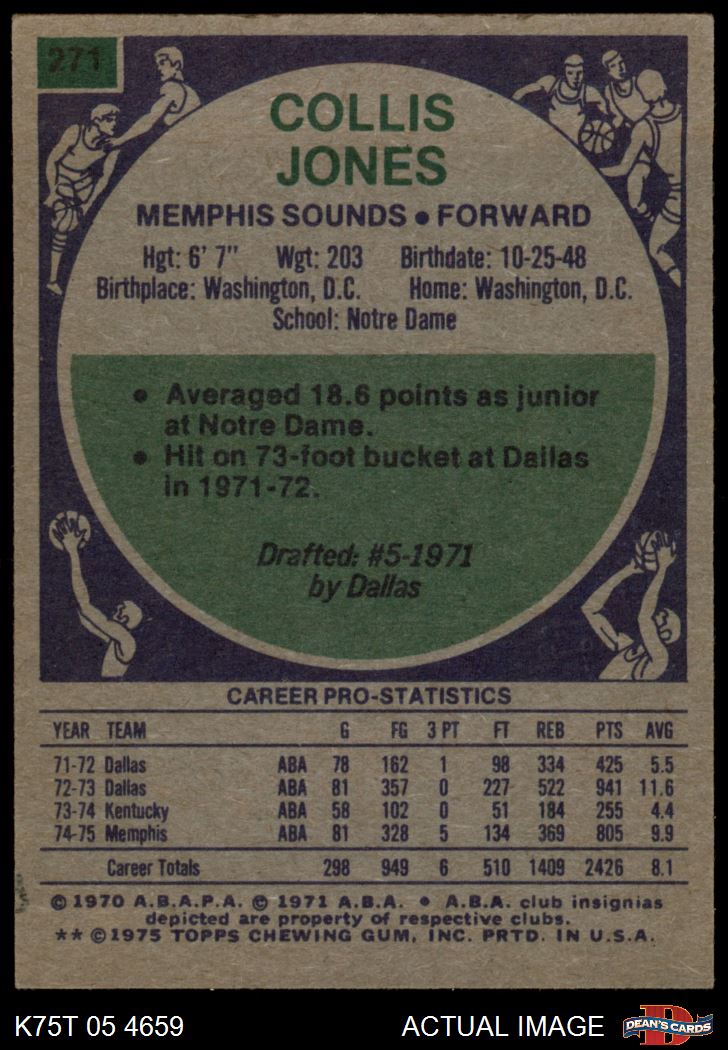 271
COLLIS
JONES
MEMPHIS SOUNDS • FORWARD
Hgt: 6' 7" Wgt: 203 Birthdate: 10-25-48
Birthplace: Washington, D.C. Home: Washington, D.C.
School: Notre Dame
• Averaged 18.6 points as junior
at Notre Dame.
• Hit on 73-foot bucket at Dallas
in 1971-72.
Drafted: #5-1971
by Dallas
CAREER PRO-STATISTICS
YEAR TEAM G FG 3 PT FT REB PTS AVG
71-72 Dallas ABA 78 162 1 98 334 425 5.5
72-73 Dallas ABA 81 357 0 227 522 941 11.6
73-74 Kentucky ABA 58 102 0 51 184 255 4.4
74-75 Memphis ABA 81 328 5 134 369 805 9.9
Career Totals 298 949 6 510 1409 2426 8.1
© 1970 A.B.A.P.A. © 1971 A.B.A. • A.B.A. club insignias
depicted are property of respective clubs.
** © 1975 TOPPS CHEWING GUM, INC. PRTD. IN U.S.A.
K75T 05 4659 ACTUAL IMAGE D DEAN'S CARDS